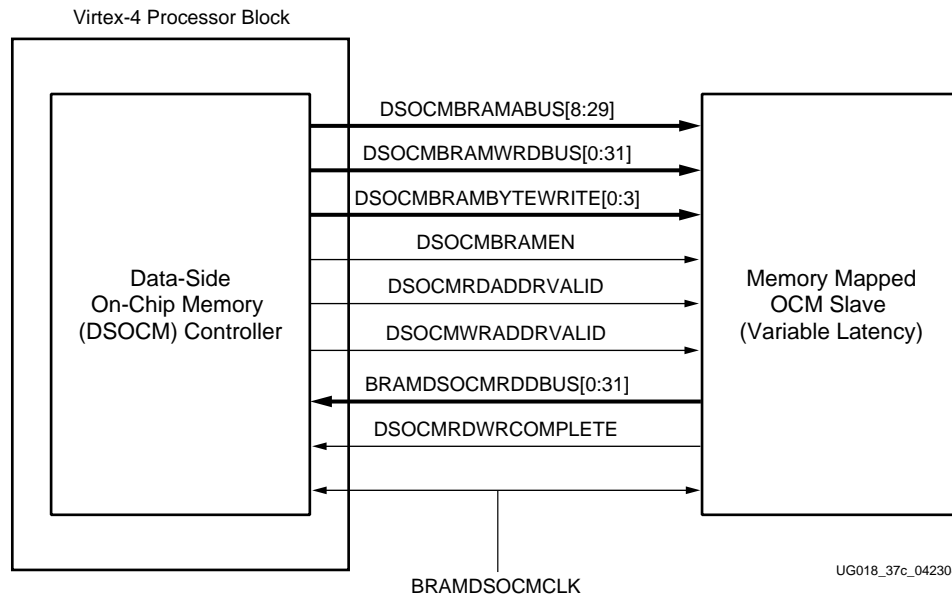 Virtex-4 Processor Block
DSOCMBRAMABUS[8:29]
DSOCMBRAMWRDBUS[0:31]
DSOCMBRAMBYTEWRITE[0:3]
DSOCMBRAMEN
DSOCMRDADDRVALID
DSOCMWRADDRVALID
BRAMDSOCMRDDBUS[0:31]
DSOCMRDWRCOMPLETE
Data-Side
On-Chip Memory
(DSOCM) Controller
Memory Mapped
OCM Slave
(Variable Latency)
BRAMDSOCMCLK
UG018_37c_04230